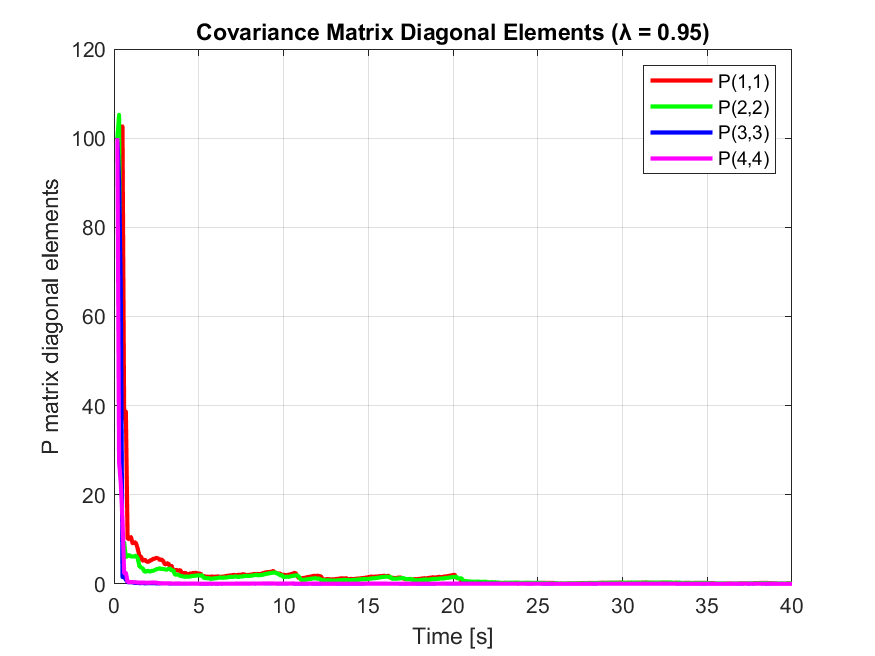 Covariance Matrix Diagonal Elements (λ = 0.95)
120
100
80
60
40
20
0
P matrix diagonal elements
P(1,1)
P(2,2)
P(3,3)
P(4,4)
0 5 10 15 20 25 30 35 40
Time [s]